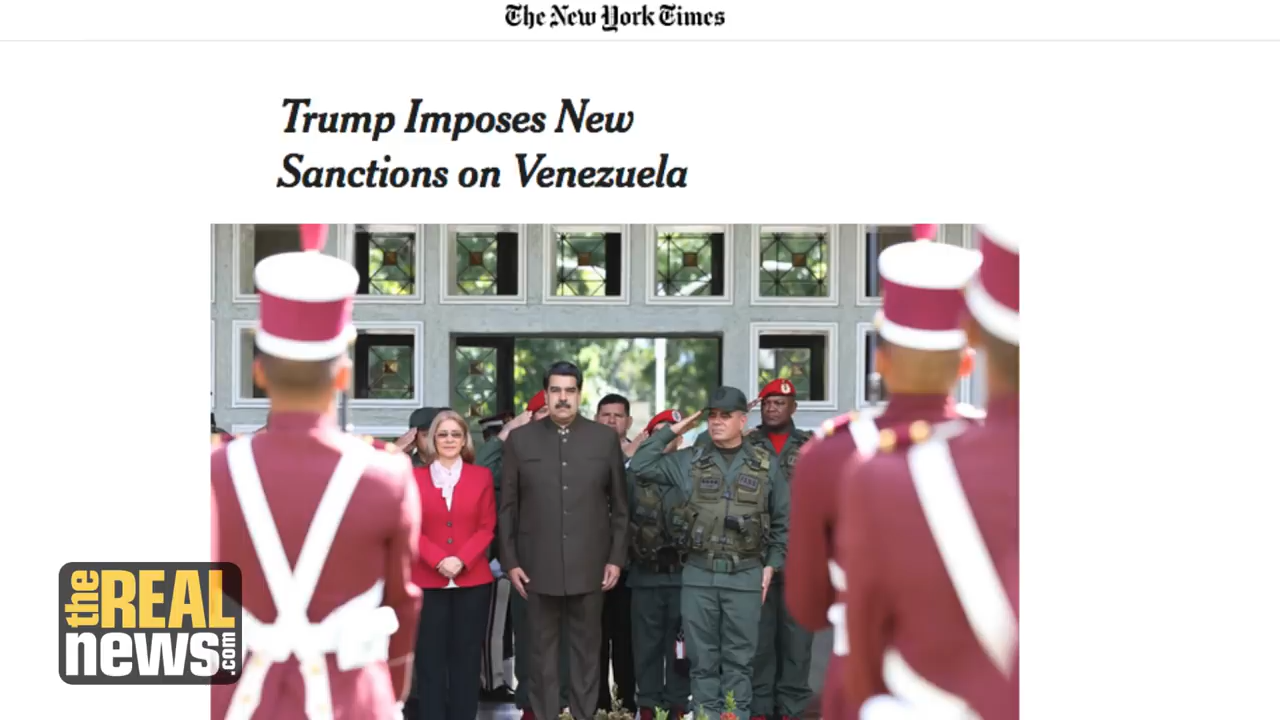 The New York Times
Trump Imposes New
Sanctions on Venezuela
the REAL
news.com